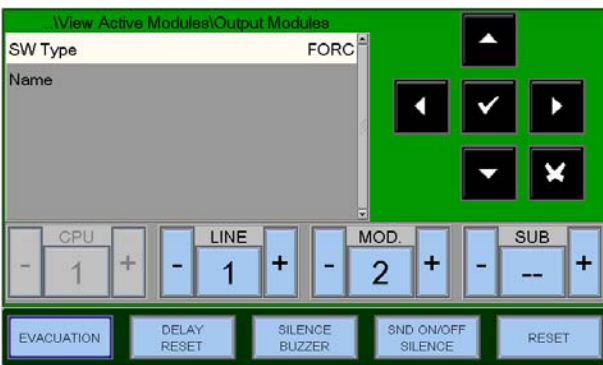 ..\View Active Modules\Output Modules
SW Type FORC
Name
CPU LINE MOD. SUB
- 1 + - 1 + - 2 + - -- +
EVACUATION DELAY RESET SILENCE BUZZER SND ON/OFF SILENCE RESET